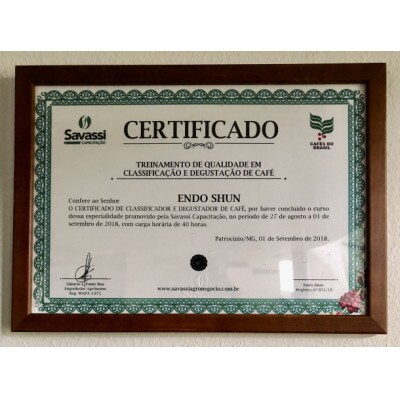 Savassi
CAPACITAÇÃO
CERTIFICADO
CAFÉS DO
BRASIL
TREINAMENTO DE QUALIDADE EM
CLASSIFICAÇÃO E DEGUSTAÇÃO DE CAFÉ
Confere ao Senhor
ENDO SHUN
O CERTIFICADO DE CLASSIFICADOR E DEGUSTADOR DE CAFÉ, por haver concluído o curso
dessa especialidade promovido pela Savassi Capacitação, no período de 27 de agosto a 01 de
setembro de 2018, com carga horária de 40 horas.
Patrocínio/MG, 01 de Setembro de 2018.
Engenheiro Agrônomo
www.savassiagronegocio.com.br